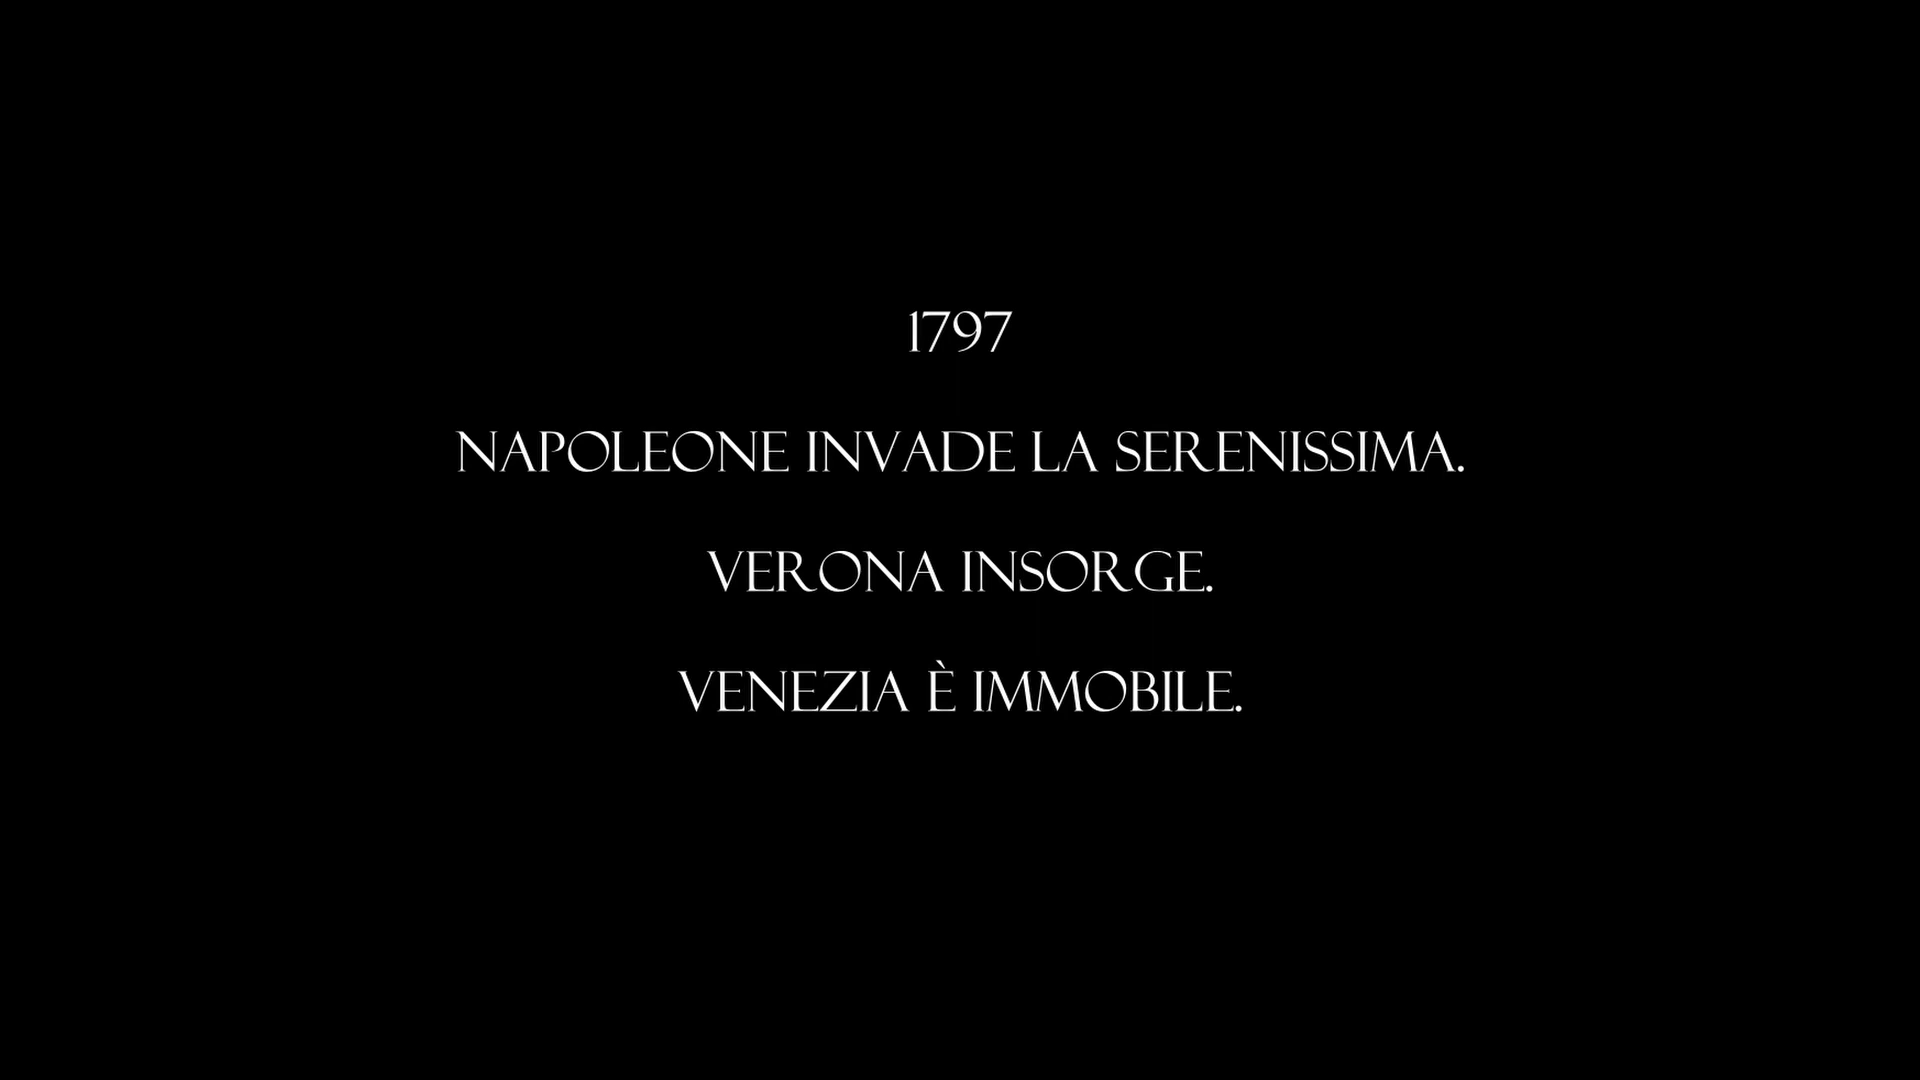 1797
NAPOLEONE INVADE LA SERENISSIMA.
VERONA INSORGE.
VENEZIA È IMMOBILE.